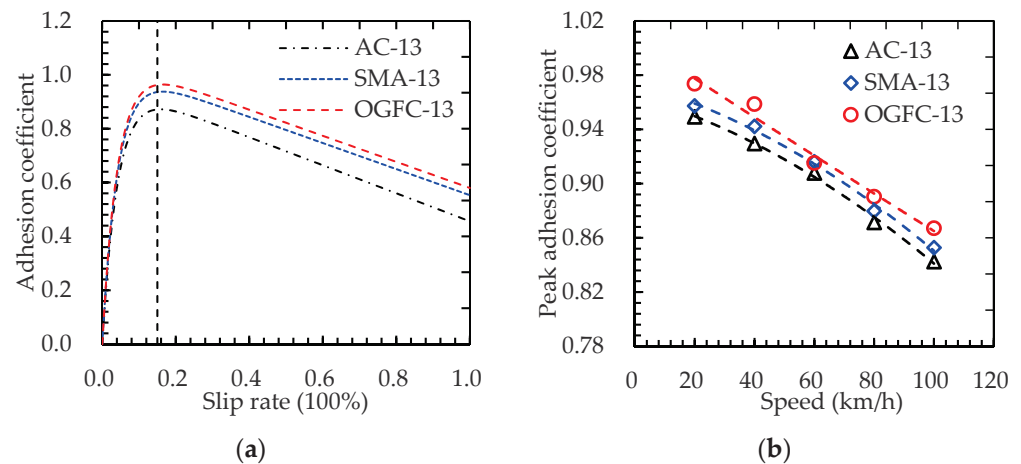 1.2
1.0
0.8
0.6
0.4
0.2
0.0
Adhesion coefficient
AC-13
SMA-13
OGFC-13
0.0 0.2 0.4 0.6 0.8 1.0
Slip rate (100%)
(a)
1.02
0.98
0.94
0.90
0.86
0.82
0.78
Peak adhesion coefficient
AC-13
SMA-13
OGFC-13
0 20 40 60 80 100 120
Speed (km/h)
(b)